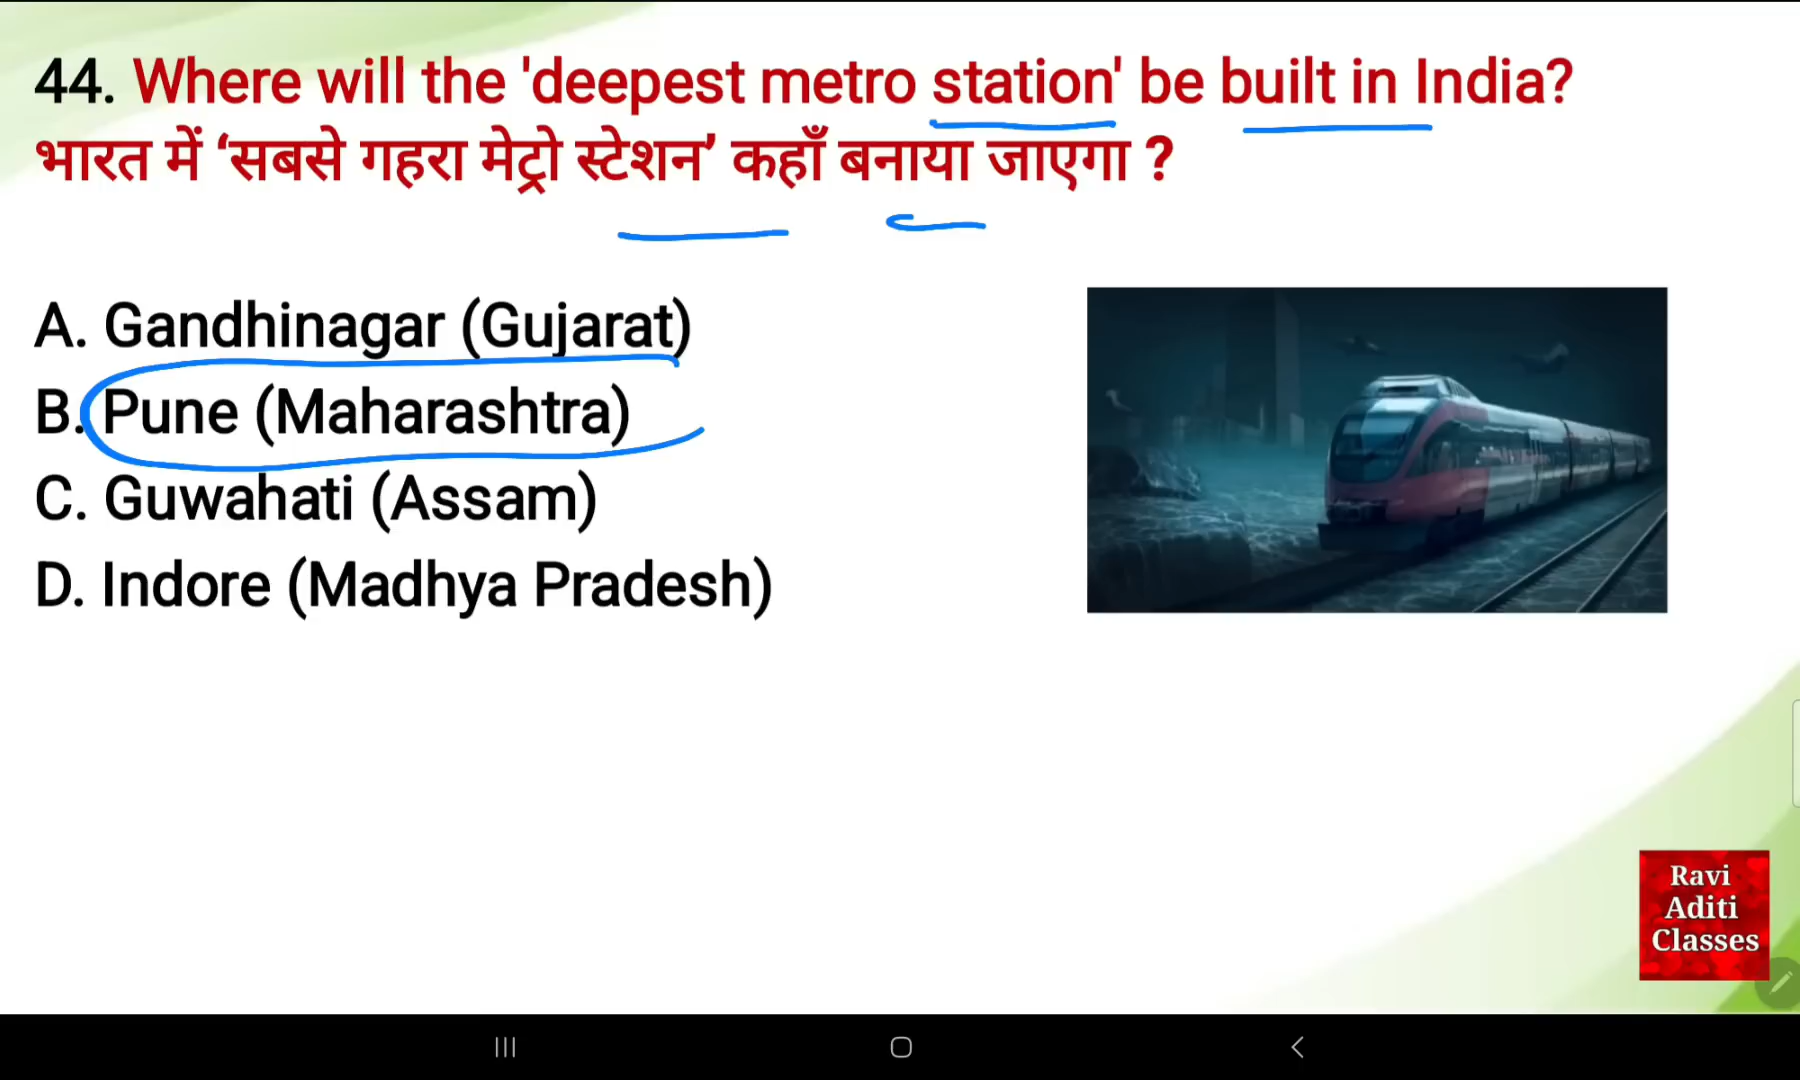 44. Where will the 'deepest metro station' be built in India?
भारत में ‘सबसे गहरा मेट्रो स्टेशन’ कहाँ बनाया जाएगा ?
A. Gandhinagar (Gujarat)
B. Pune (Maharashtra)
C. Guwahati (Assam)
D. Indore (Madhya Pradesh)
Ravi
Aditi
Classes